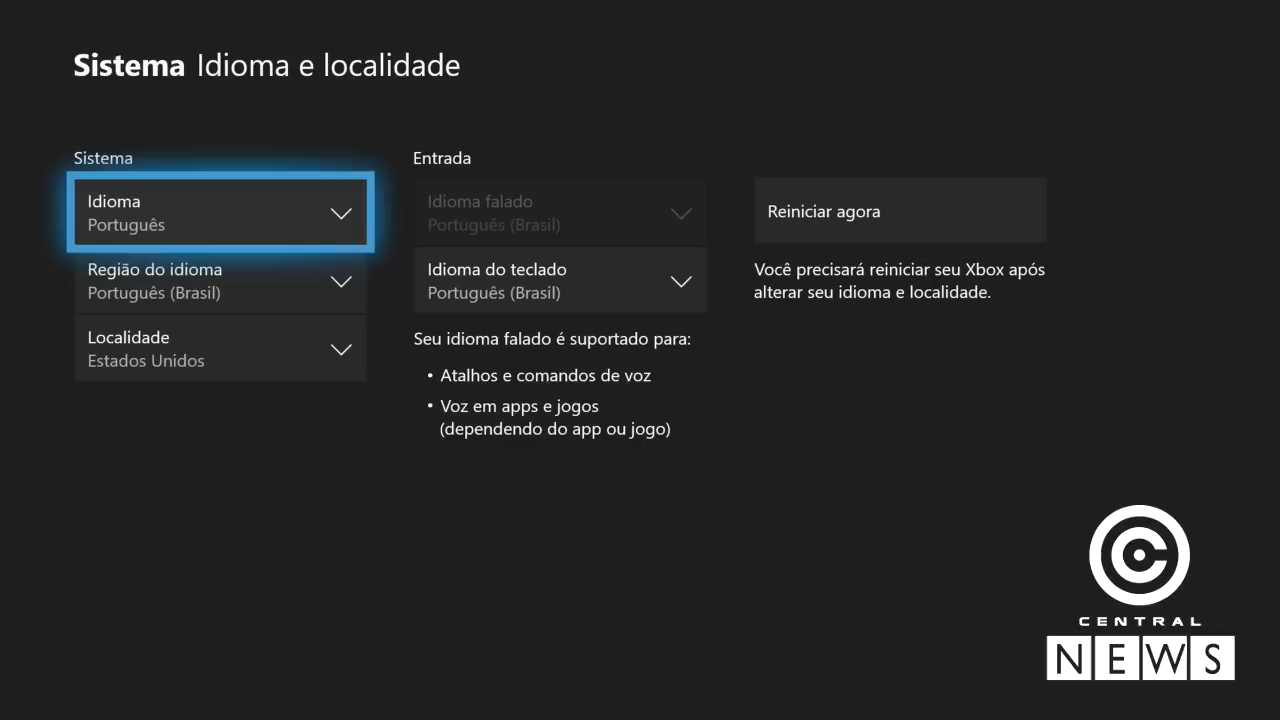 Sistema Idioma e localidade
Sistema
Idioma
Português
Região do idioma
Português (Brasil)
Localidade
Estados Unidos
Entrada
Idioma falado
Português (Brasil)
Idioma do teclado
Português (Brasil)
Seu idioma falado é suportado para:
• Atalhos e comandos de voz
• Voz em apps e jogos
(dependendo do app ou jogo)
Reiniciar agora
Você precisará reiniciar seu Xbox após
alterar seu idioma e localidade.
CENTRAL
NEWS